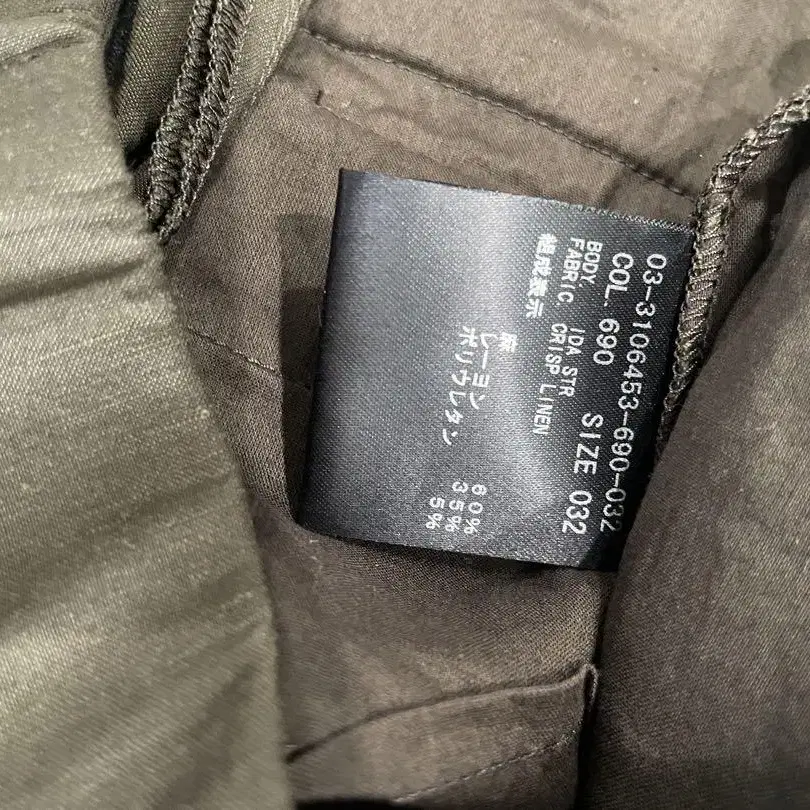 03-3106453-690-032
COL. 690 SIZE 032
BODY. IDA STR
FABRIC CRISP LINEN
組成表示
麻 60%
レーヨン 35%
ポリウレタン 5%